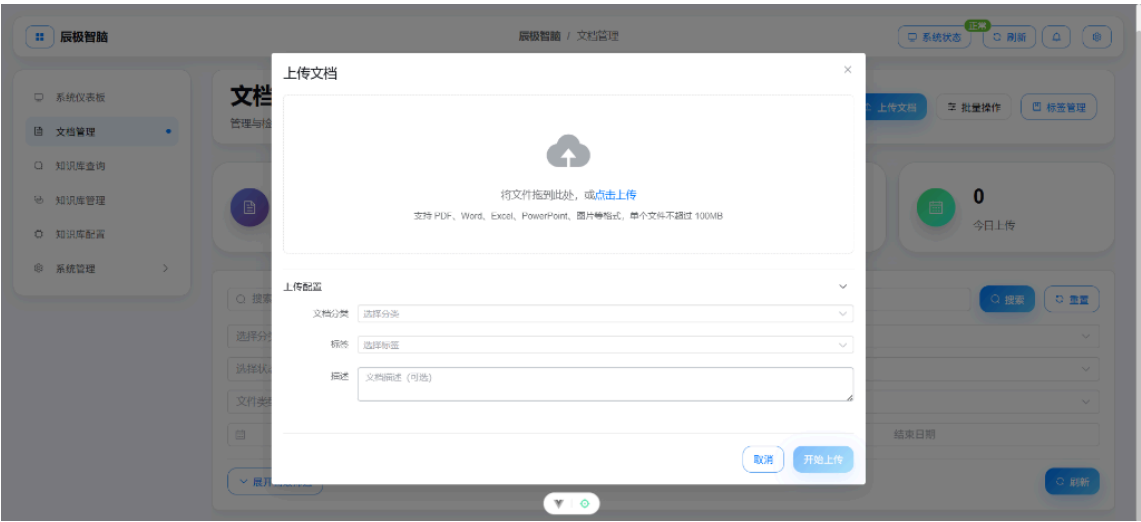 辰极智脑
辰极智脑 / 文档管理
系统状态
正常
刷新
系统仪表板
文档管理
知识库查询
知识库管理
知识库配置
系统管理
文档
管理与检
上传文档
批量操作
标签管理
0
今日上传
上传文档
将文件拖到此处，或点击上传
支持 PDF、Word、Excel、PowerPoint、图片等格式，单个文件不超过 100MB
上传配置
文档分类 选择分类
标签 选择标签
描述 文档描述（可选）
取消
开始上传
搜索
搜索
重置
选择分
选择状
文件类
结束日期
展开
刷新